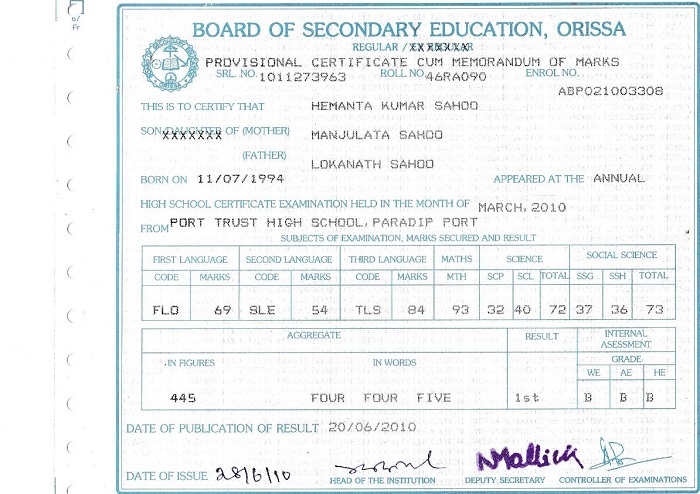 BOARD OF SECONDARY EDUCATION, ORISSA
REGULAR /
PROVISIONAL CERTIFICATE CUM MEMORANDUM OF MARKS
SRL. NO. 1011273963 ROLL NO 46RA090 ENROL NO.
ABP021003308
THIS IS TO CERTIFY THAT HEMANTA KUMAR SAHOO
SON/DAUGHTER OF (MOTHER) MANJULATA SAHOO
(FATHER) LOKANATH SAHOO
BORN ON 11/07/1994 APPEARED AT THE ANNUAL
HIGH SCHOOL CERTIFICATE EXAMINATION HELD IN THE MONTH OF MARCH, 2010
FROM PORT TRUST HIGH SCHOOL, PARADIP PORT
SUBJECTS OF EXAMINATION, MARKS SECURED AND RESULT
FIRST LANGUAGE SECOND LANGUAGE THIRD LANGUAGE MATHS SCIENCE SOCIAL SCIENCE
CODE MARKS CODE MARKS CODE MARKS MTH SCP SCL TOTAL SSG SSH TOTAL
FLO 69 SLE 54 TLS 84 93 32 40 72 37 36 73
AGGREGATE RESULT INTERNAL ASESSMENT
IN FIGURES IN WORDS GRADE
WE AE HE
445 FOUR FOUR FIVE 1st B B B
DATE OF PUBLICATION OF RESULT 20/06/2010
DATE OF ISSUE 28/6/10
HEAD OF THE INSTITUTION DEPUTY SECRETARY CONTROLLER OF EXAMINATIONS